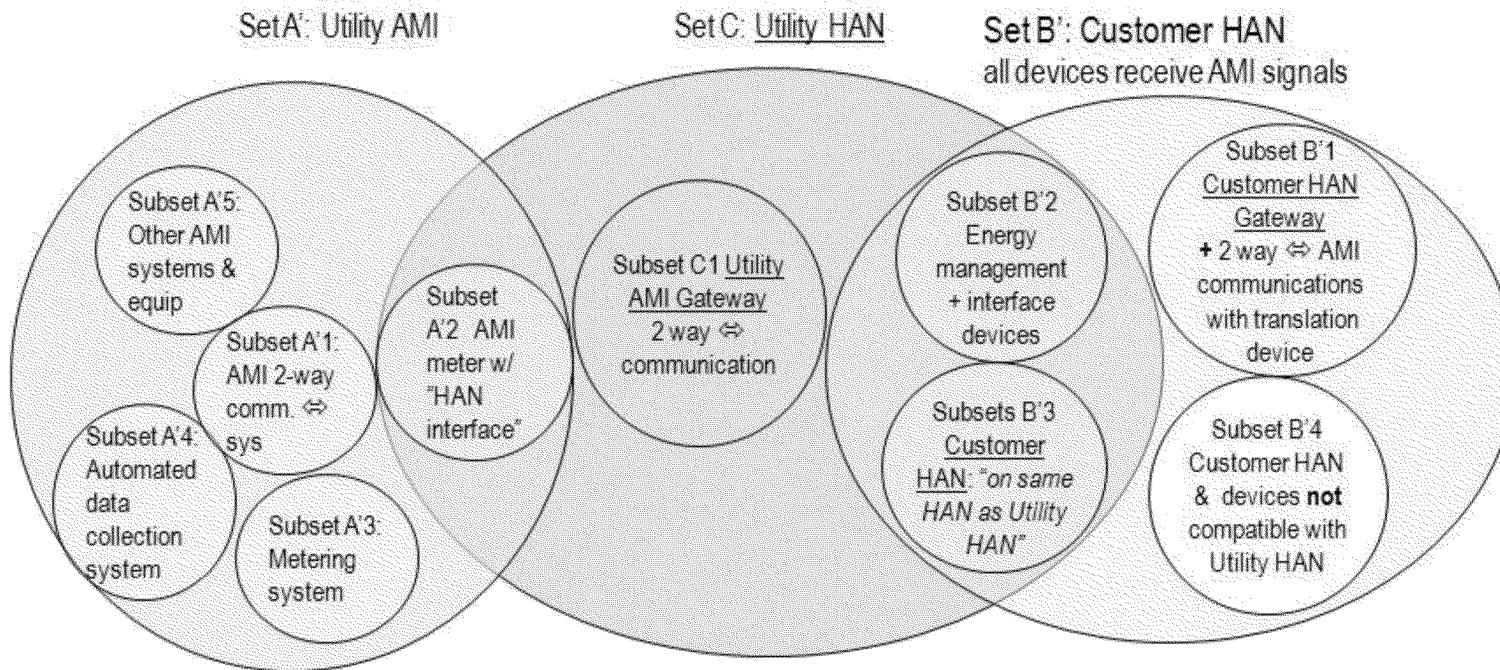 Set A': Utility AMI
Set C: Utility HAN
Set B': Customer HAN
all devices receive AMI signals
Subset A'5:
Other AMI
systems &
equip
Subset A'1:
AMI 2-way
comm. ⇔
sys
Subset A'4:
Automated
data
collection
system
Subset A'3:
Metering
system
Subset
A'2 AMI
meter w/
"HAN
interface"
Subset C1 Utility
AMI Gateway
2 way ⇔
communication
Subset B'2
Energy
management
+ interface
devices
Subsets B'3
Customer
HAN: "on same
HAN as Utility
HAN"
Subset B'1
Customer HAN
Gateway
+ 2 way ⇔ AMI
communications
with translation
device
Subset B'4
Customer HAN
& devices not
compatible with
Utility HAN